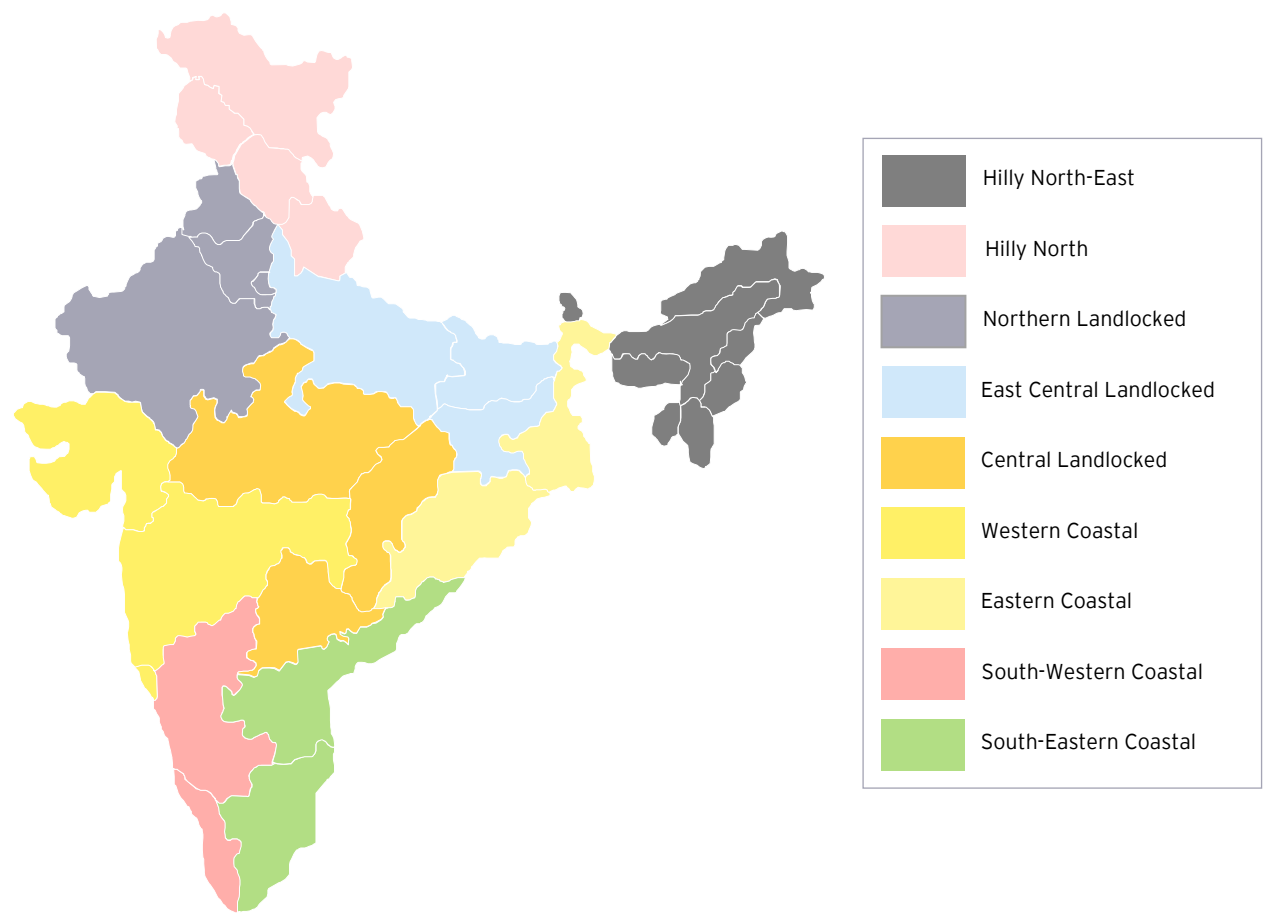 Hilly North-East
Hilly North
Northern Landlocked
East Central Landlocked
Central Landlocked
Western Coastal
Eastern Coastal
South-Western Coastal
South-Eastern Coastal